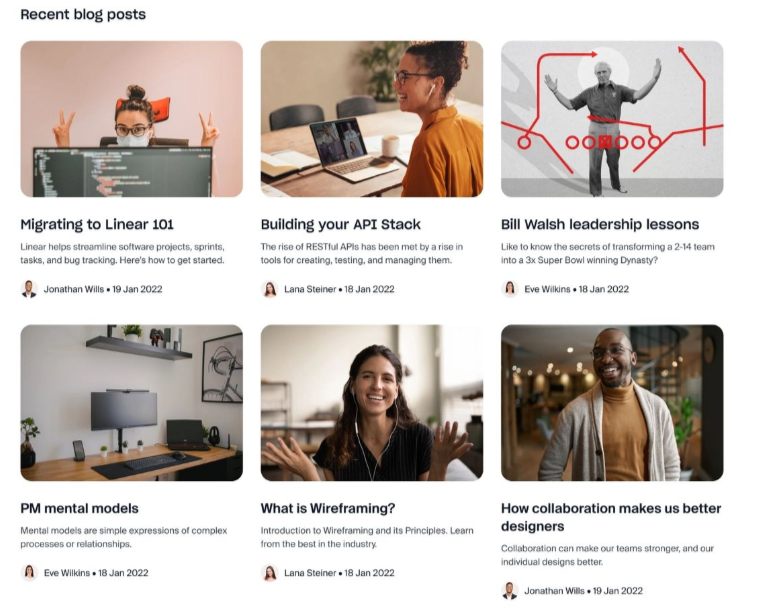 Recent blog posts
Migrating to Linear 101
Linear helps streamline software projects, sprints,
tasks, and bug tracking. Here's how to get started.
Jonathan Wills • 19 Jan 2022
Building your API Stack
The rise of RESTful APIs has been met by a rise in
tools for creating, testing, and managing them.
Lana Steiner • 18 Jan 2022
Bill Walsh leadership lessons
Like to know the secrets of transforming a 2-14 team
into a 3x Super Bowl winning Dynasty?
Eve Wilkins • 18 Jan 2022
PM mental models
Mental models are simple expressions of complex
processes or relationships.
Eve Wilkins • 18 Jan 2022
What is Wireframing?
Introduction to Wireframing and its Principles. Learn
from the best in the industry.
Lana Steiner • 18 Jan 2022
How collaboration makes us better
designers
Collaboration can make our teams stronger, and our
individual designs better.
Jonathan Wills • 19 Jan 2022